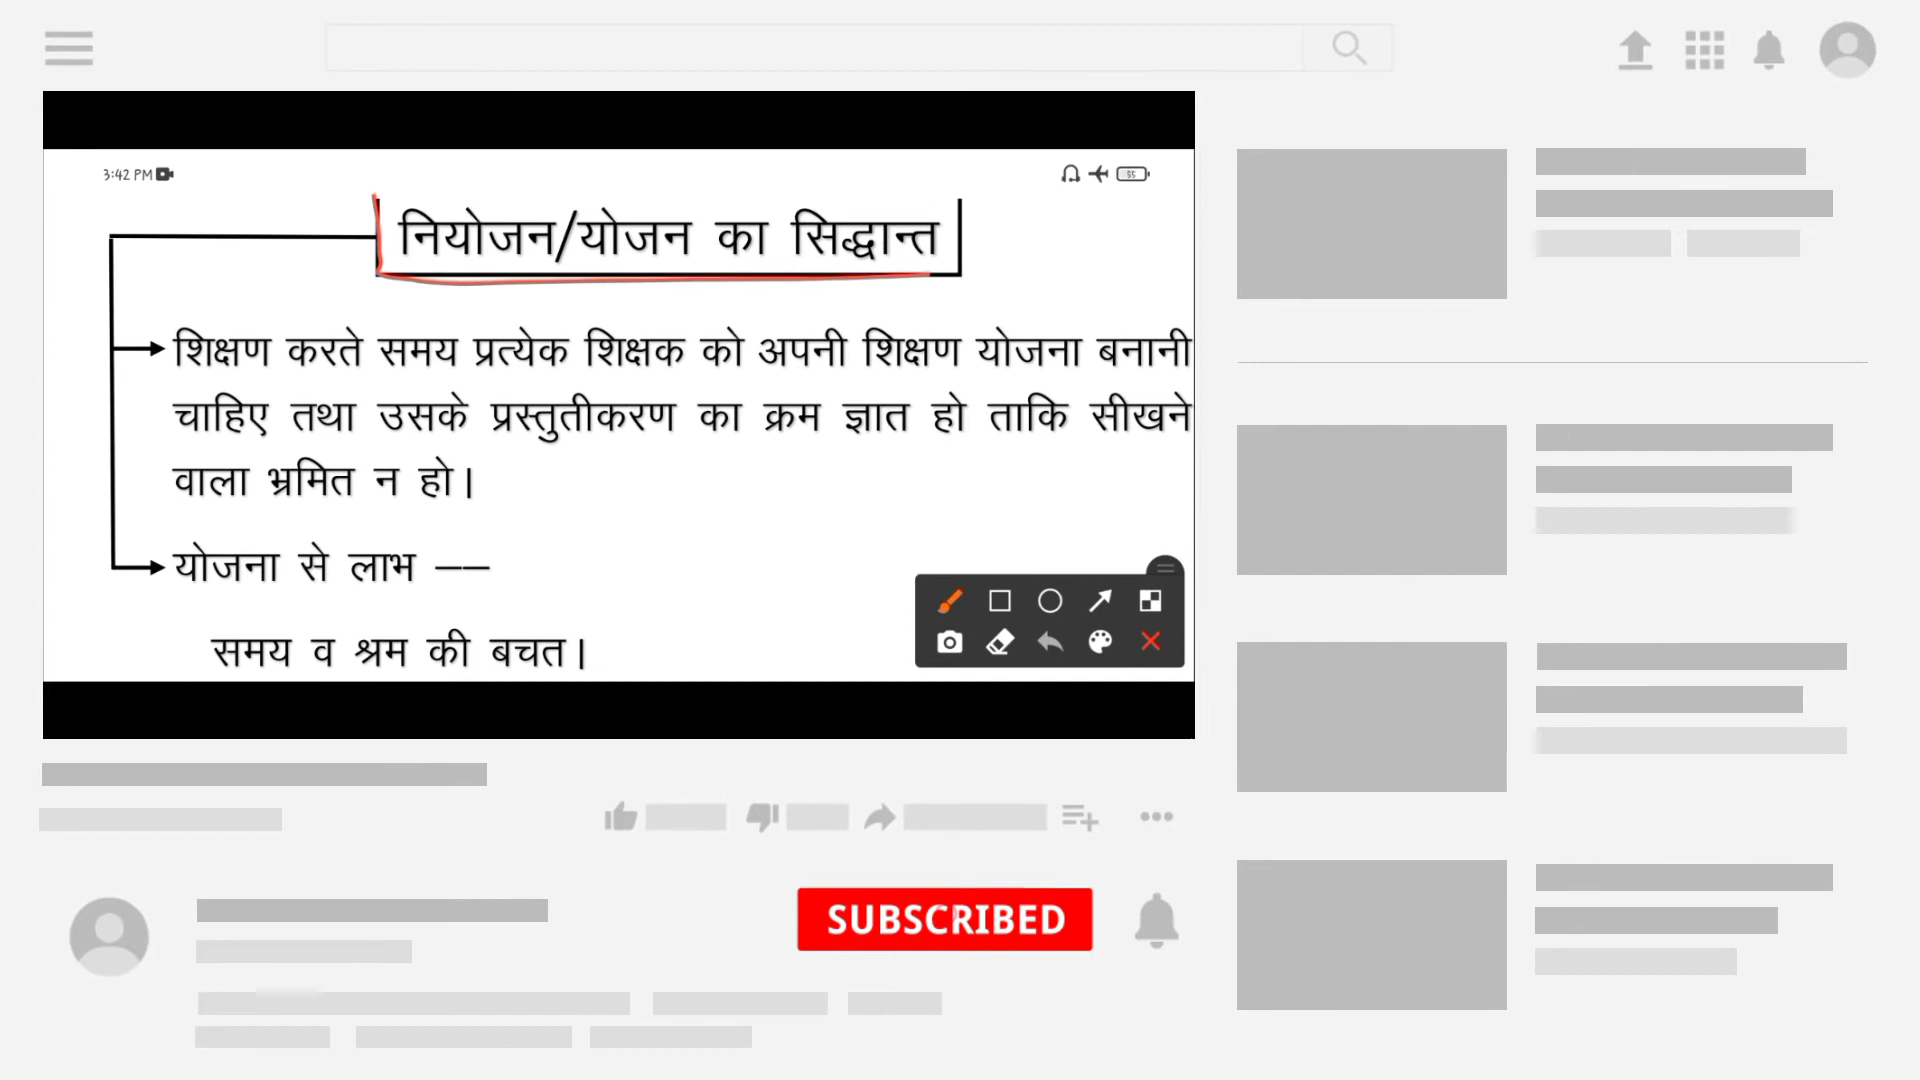 3:42 PM
55
नियोजन/योजन का सिद्धान्त
शिक्षण करते समय प्रत्येक शिक्षक को अपनी शिक्षण योजना बनानी
चाहिए तथा उसके प्रस्तुतीकरण का क्रम ज्ञात हो ताकि सीखने
वाला भ्रमित न हो।
योजना से लाभ ——
समय व श्रम की बचत।
SUBSCRIBED